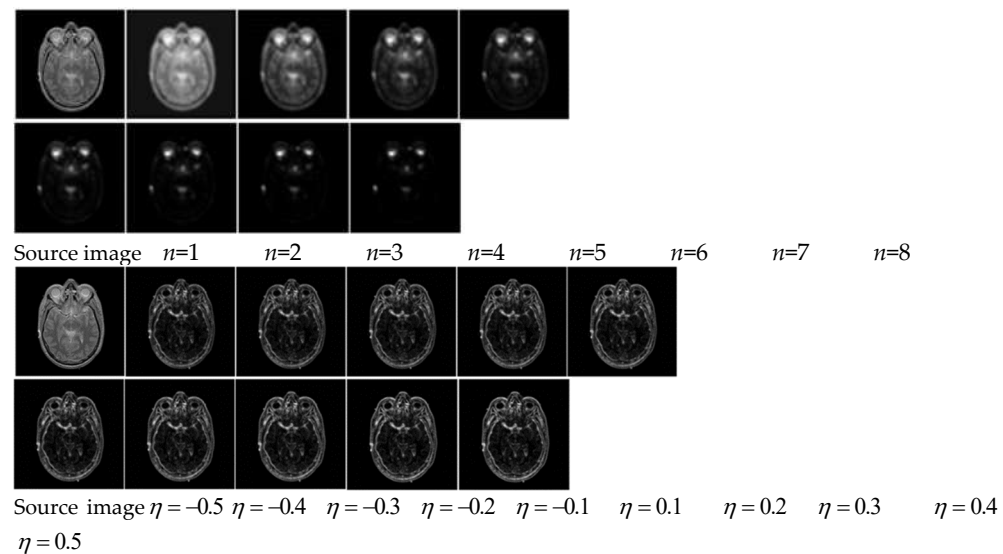 Source image n=1 n=2 n=3 n=4 n=5 n=6 n=7 n=8
Source image η = −0.5 η = −0.4 η = −0.3 η = −0.2 η = −0.1 η = 0.1 η = 0.2 η = 0.3 η = 0.4
η = 0.5